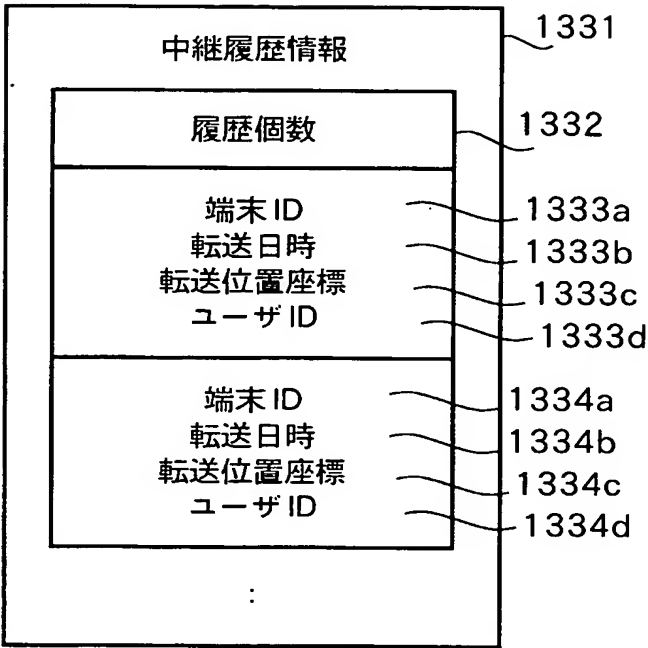 中継履歴情報 1331
履歴個数 1332
端末ID 1333a
転送日時 1333b
転送位置座標 1333c
ユーザID 1333d
端末ID 1334a
転送日時 1334b
転送位置座標 1334c
ユーザID 1334d
: